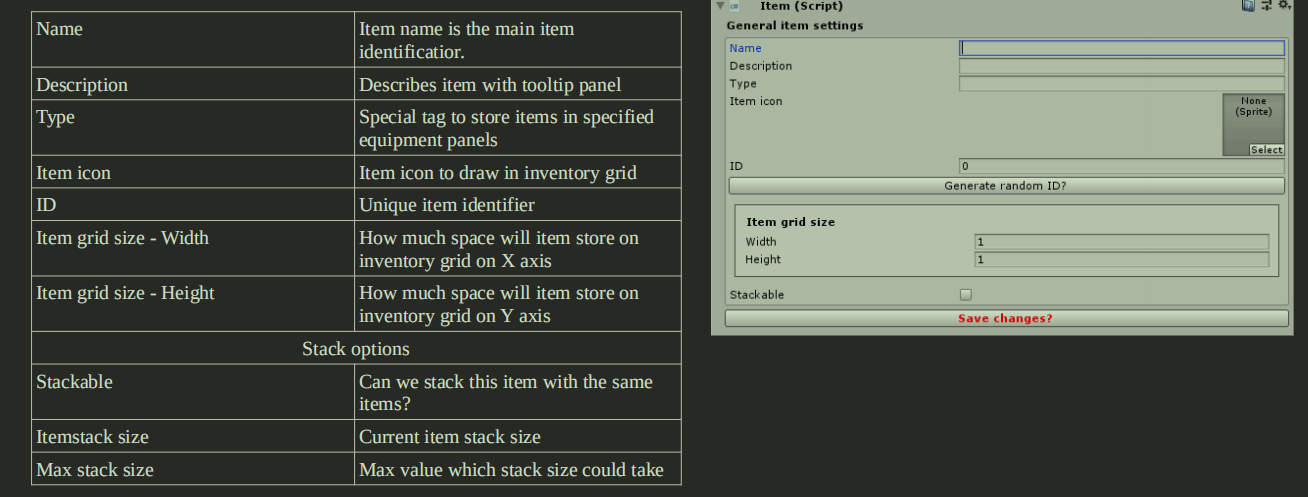 Name
Item name is the main item
identificatior.
Description
Describes item with tooltip panel
Type
Special tag to store items in specified
equipment panels
Item icon
Item icon to draw in inventory grid
ID
Unique item identifier
Item grid size - Width
How much space will item store on
inventory grid on X axis
Item grid size - Height
How much space will item store on
inventory grid on Y axis
Stack options
Stackable
Can we stack this item with the same
items?
Itemstack size
Current item stack size
Max stack size
Max value which stack size could take
Item (Script)
General item settings
Name
Description
Type
Item icon
None
(Sprite)
Select
ID
0
Generate random ID?
Item grid size
Width
1
Height
1
Stackable
Save changes?